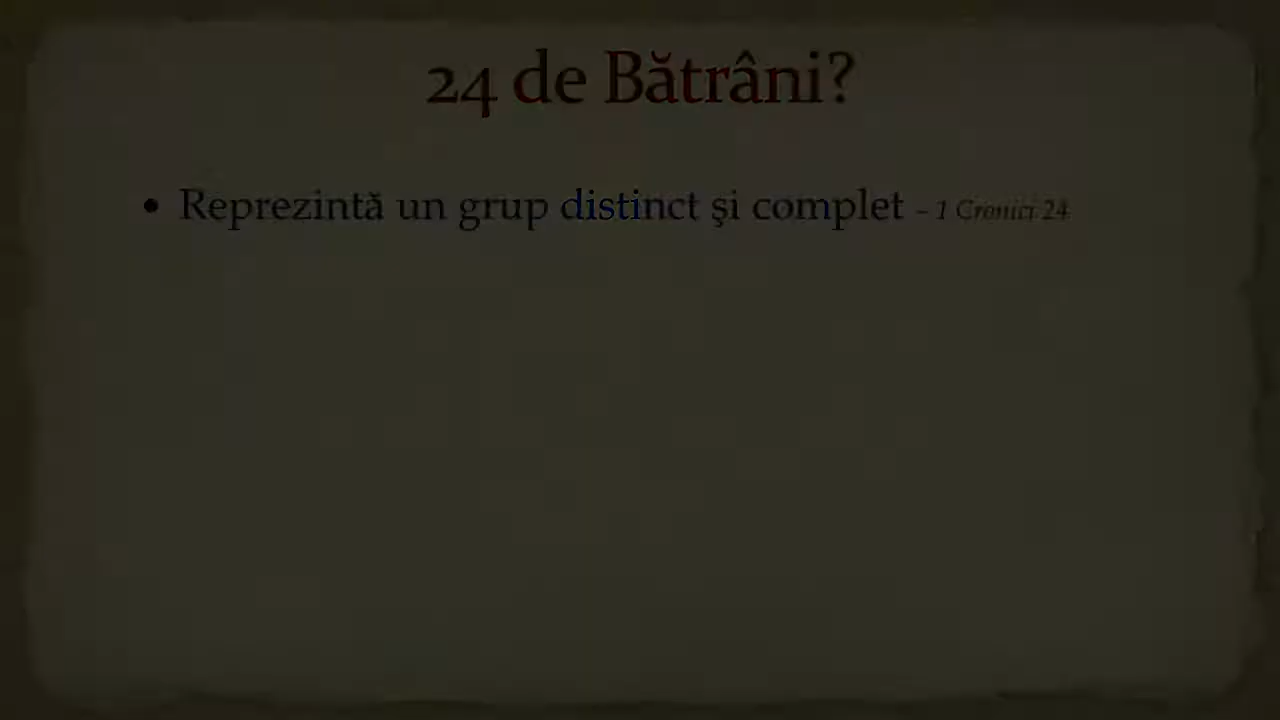 24 de Bătrâni?
• Reprezintă un grup distinct şi complet – 1 Cronici 24